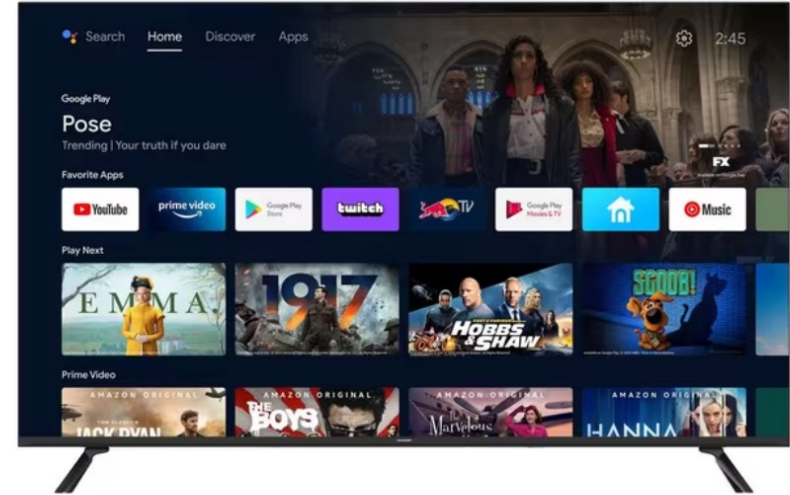 Search Home Discover Apps 2:45
Google Play
Pose
Trending | Your truth if you dare
FX
Favorite Apps
YouTube prime video Google Play Store twitch TV Google Play Movies & TV Music
Play Next
EMMA. 1917 HOBBS & SHAW SCOOB!
Prime Video
AMAZON ORIGINAL AMAZON ORIGINAL AMAZON ORIGINAL AMAZON ORIGINAL
JACK RYAN THE BOYS Marvelous HANNA